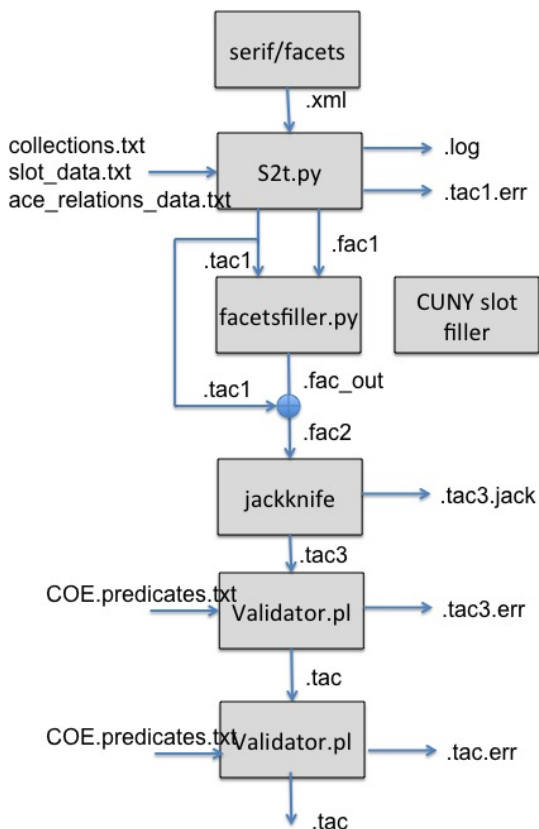 serif/facets
.xml
collections.txt
slot_data.txt
ace_relations_data.txt
S2t.py
.log
.tac1.err
.tac1
.fac1
facetsfiller.py
CUNY slot
filler
.tac1
.fac_out
.fac2
jackknife
.tac3.jack
.tac3
COE.predicates.txt
Validator.pl
.tac3.err
.tac
COE.predicates.txt
Validator.pl
.tac.err
.tac